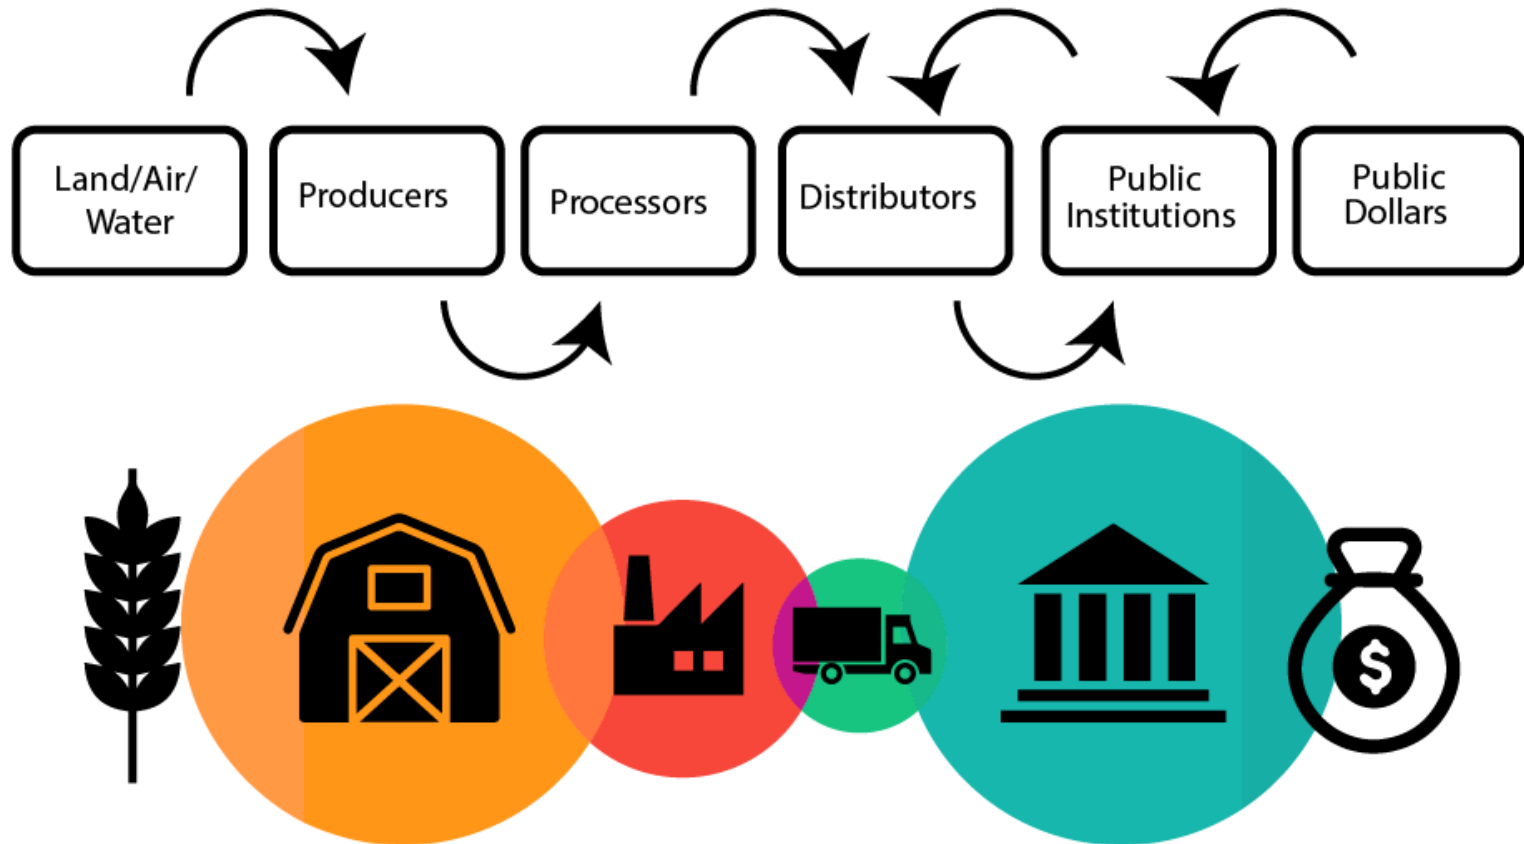 Land/Air/
Water
Producers
Processors
Distributors
Public
Institutions
Public
Dollars
$